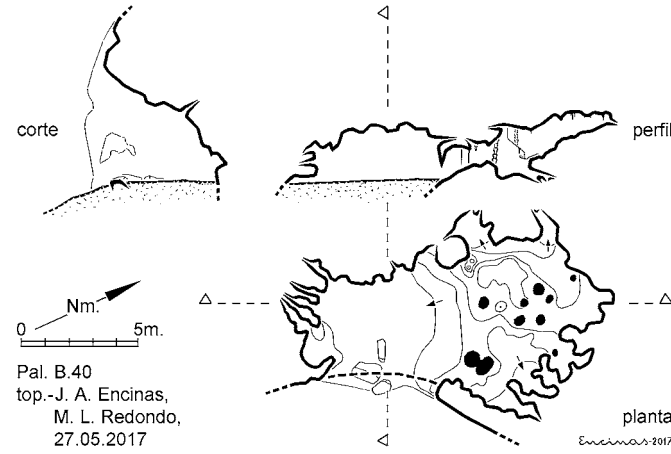 corte
perfil
Nm.
0 5m.
Pal. B.40
top.-J. A. Encinas,
M. L. Redondo,
27.05.2017
planta
Encinas-2017